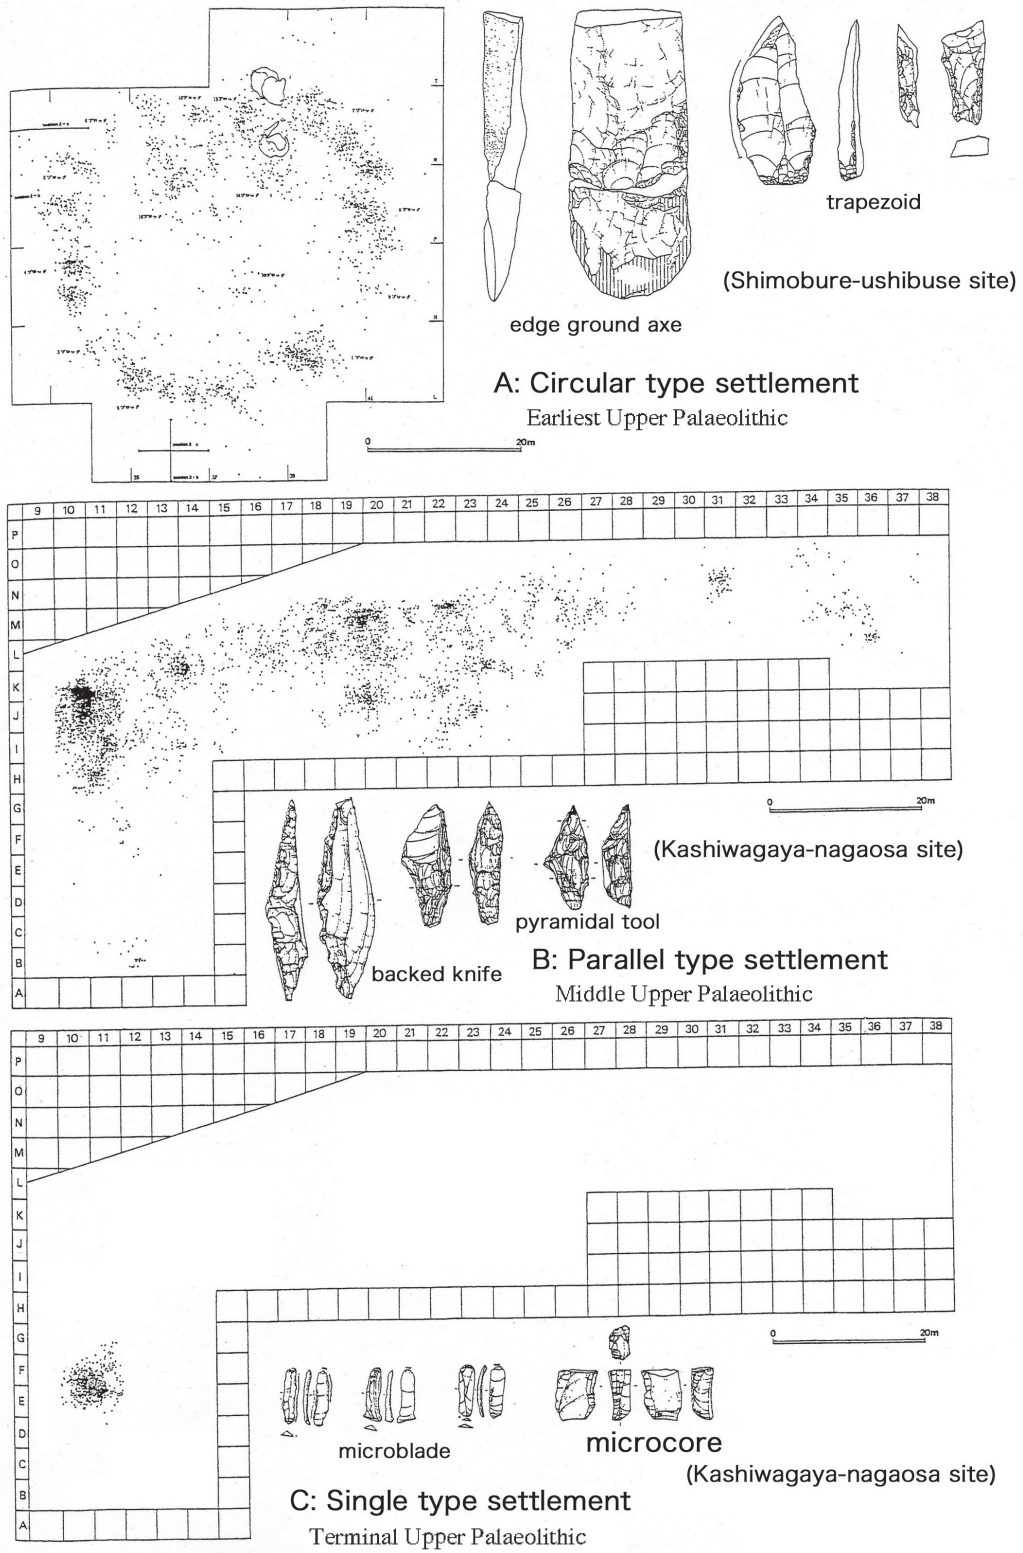 trapezoid
(Shimobure-ushibuse site)
edge ground axe
A: Circular type settlement
Earliest Upper Palaeolithic
0 20m
9 10 11 12 13 14 15 16 17 18 19 20 21 22 23 24 25 26 27 28 29 30 31 32 33 34 35 36 37 38
P
O
N
M
L
K
J
I
H
G
F
E
D
C
B
A
0 20m
(Kashiwagaya-nagaosa site)
pyramidal tool
backed knife
B: Parallel type settlement
Middle Upper Palaeolithic
9 10 11 12 13 14 15 16 17 18 19 20 21 22 23 24 25 26 27 28 29 30 31 32 33 34 35 36 37 38
P
O
N
M
L
K
J
I
H
G
F
E
D
C
B
A
0 20m
microblade
microcore
(Kashiwagaya-nagaosa site)
C: Single type settlement
Terminal Upper Palaeolithic